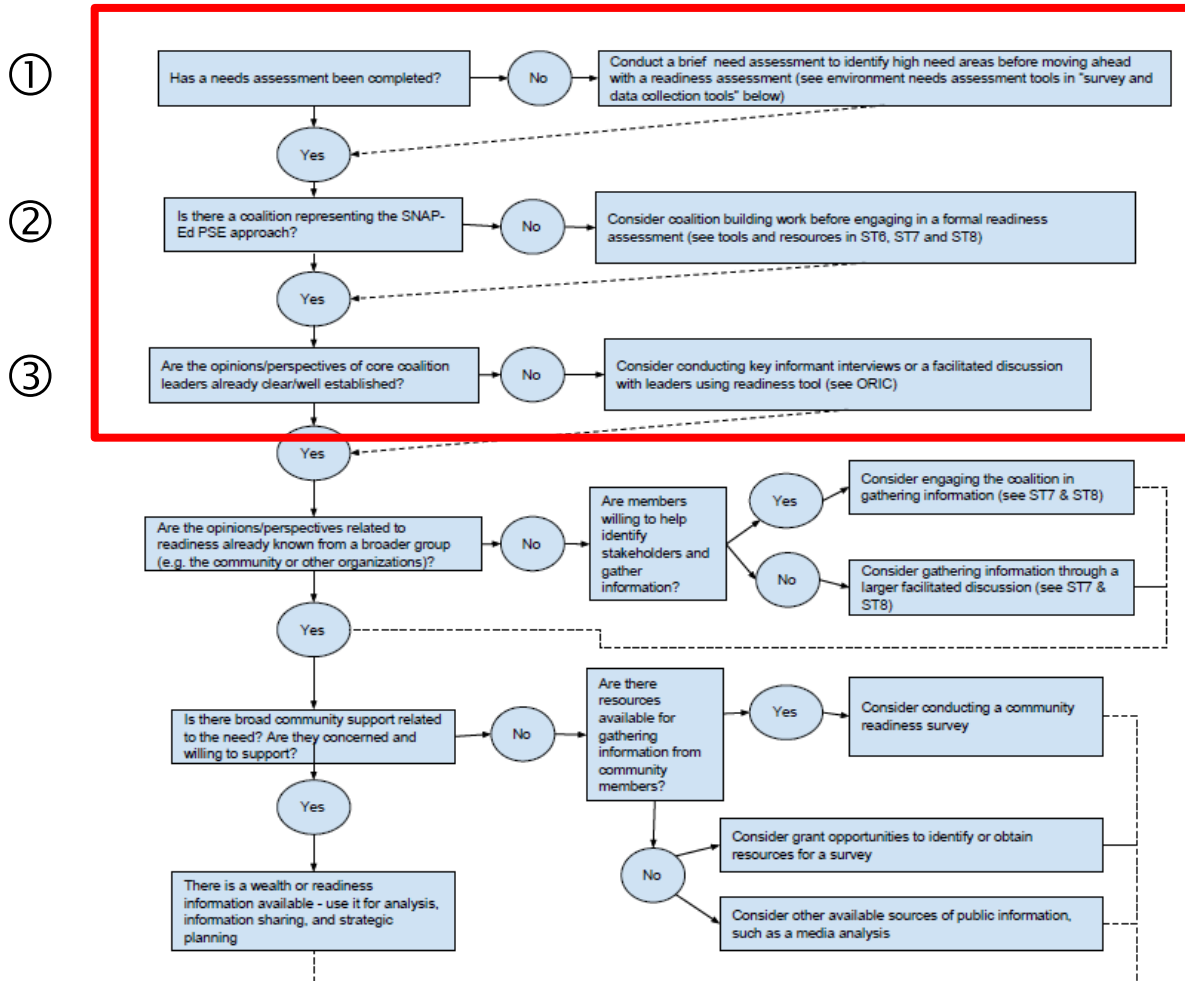 ①
Has a needs assessment been completed?
No
Conduct a brief need assessment to identify high need areas before moving ahead
with a readiness assessment (see environment needs assessment tools in "survey and
data collection tools" below)
Yes
②
Is there a coalition representing the SNAP-
Ed PSE approach?
No
Consider coalition building work before engaging in a formal readiness
assessment (see tools and resources in ST6, ST7 and ST8)
Yes
③
Are the opinions/perspectives of core coalition
leaders already clear/well established?
No
Consider conducting key informant interviews or a facilitated discussion
with leaders using readiness tool (see ORIC)
Yes
Are the opinions/perspectives related to
readiness already known from a broader group
(e.g. the community or other organizations)?
No
Are members
willing to help
identify
stakeholders and
gather
information?
Yes
Consider engaging the coalition in
gathering information (see ST7 & ST8)
No
Consider gathering information through a
larger facilitated discussion (see ST7 &
ST8)
Yes
Is there broad community support related
to the need? Are they concerned and
willing to support?
No
Are there
resources
available for
gathering
information from
community
members?
Yes
Consider conducting a community
readiness survey
No
Consider grant opportunities to identify or obtain
resources for a survey
Consider other available sources of public information,
such as a media analysis
Yes
There is a wealth or readiness
information available - use it for analysis,
information sharing, and strategic
planning